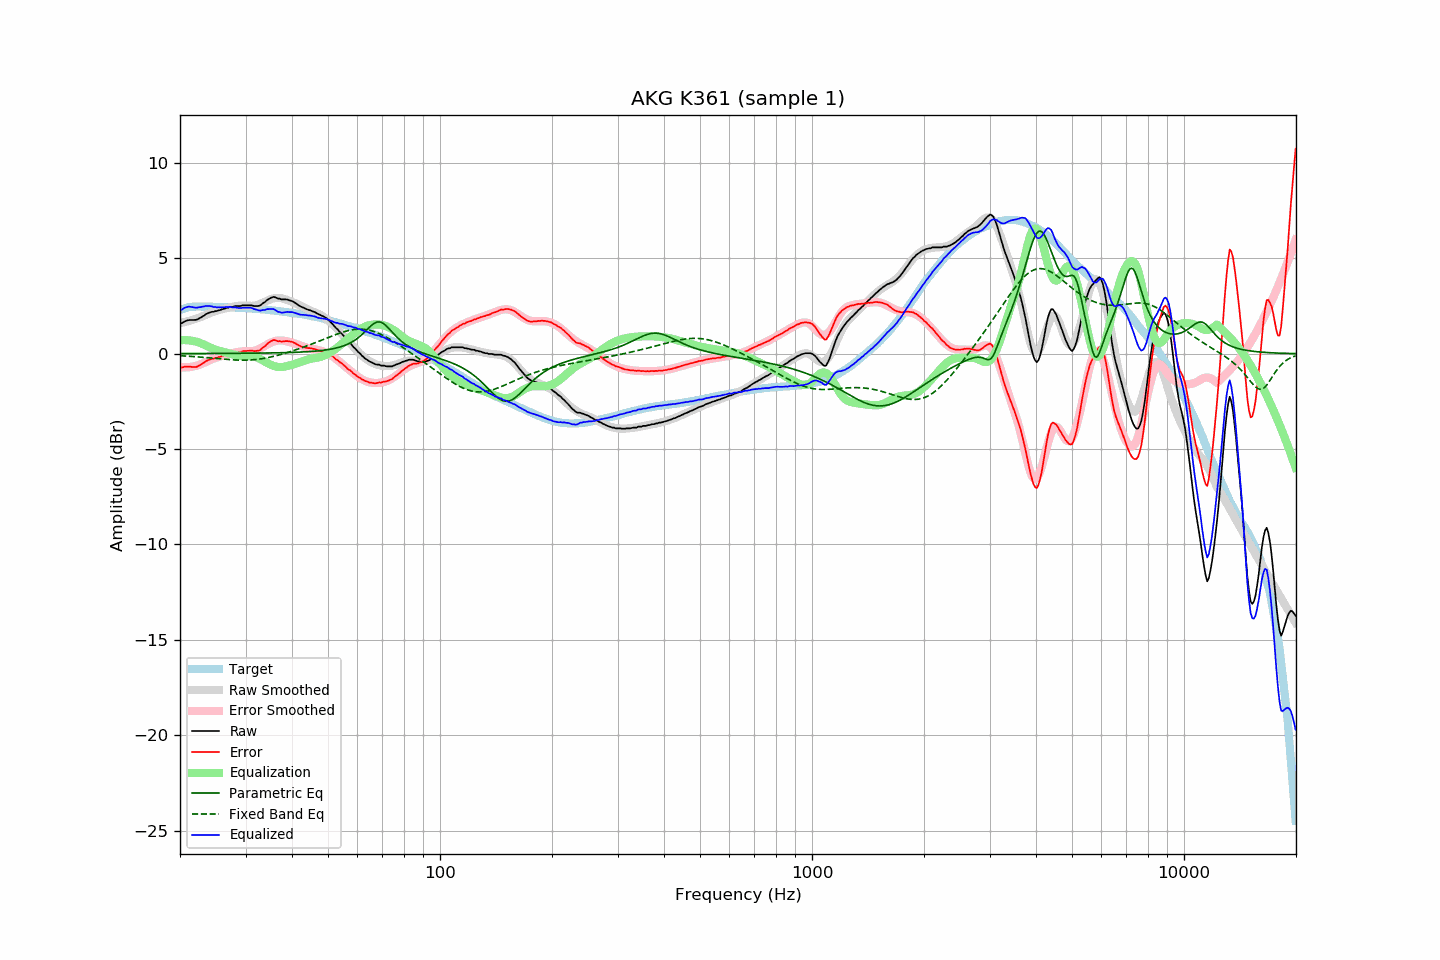 AKG K361 (sample 1)
10
5
0
−5
−10
−15
−20
−25
Amplitude (dBr)
Target
Raw Smoothed
Error Smoothed
Raw
Error
Equalization
Parametric Eq
Fixed Band Eq
Equalized
100
1000
10000
Frequency (Hz)